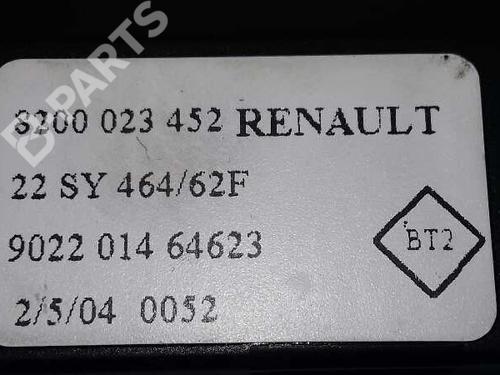 B-PARTS
8200 023 452 RENAULT
22 SY 464/62F
9022 014 64623
BT2
2/5/04 0052